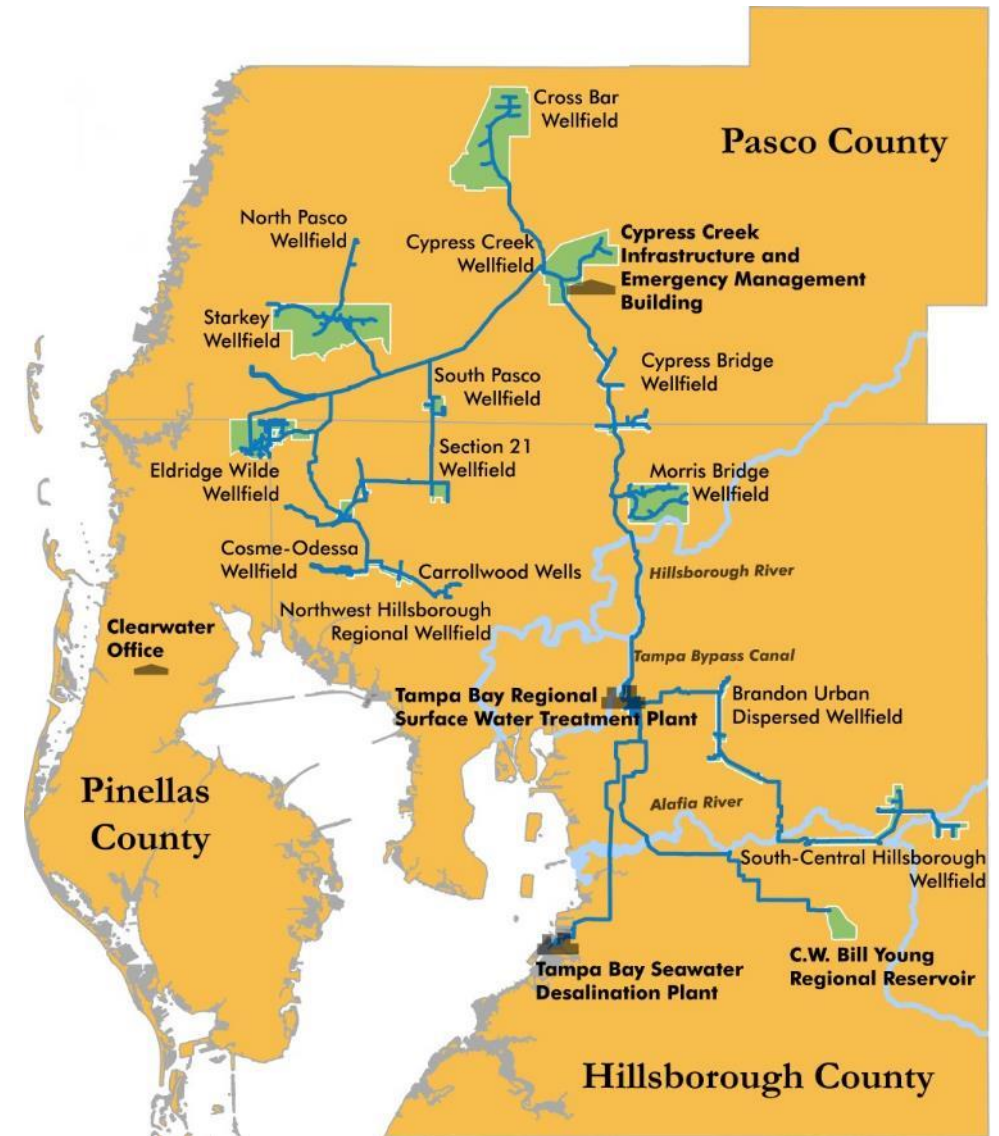 Cross Bar
Wellfield
Pasco County
North Pasco
Wellfield
Cypress Creek
Wellfield
Cypress Creek
Infrastructure and
Emergency Management
Building
Starkey
Wellfield
Cypress Bridge
Wellfield
South Pasco
Wellfield
Section 21
Wellfield
Eldridge Wilde
Wellfield
Morris Bridge
Wellfield
Cosme-Odessa
Wellfield
Carrollwood Wells
Hillsborough River
Northwest Hillsborough
Regional Wellfield
Clearwater
Office
Tampa Bypass Canal
Tampa Bay Regional
Surface Water Treatment Plant
Brandon Urban
Dispersed Wellfield
Pinellas
County
Alafia River
South-Central Hillsborough
Wellfield
C.W. Bill Young
Regional Reservoir
Tampa Bay Seawater
Desalination Plant
Hillsborough County